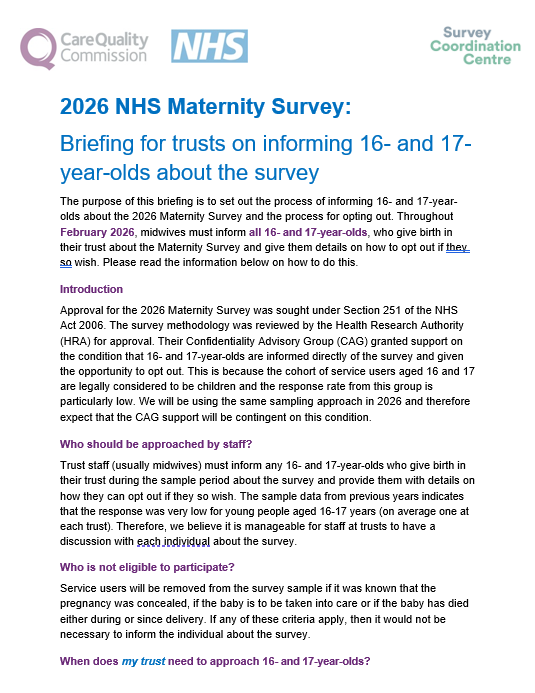 CareQuality
Commission
NHS
Survey
Coordination
Centre
2026 NHS Maternity Survey:
Briefing for trusts on informing 16- and 17-
year-olds about the survey
The purpose of this briefing is to set out the process of informing 16- and 17-year-
olds about the 2026 Maternity Survey and the process for opting out. Throughout
February 2026, midwives must inform all 16- and 17-year-olds, who give birth in
their trust about the Maternity Survey and give them details on how to opt out if they
so wish. Please read the information below on how to do this.
Introduction
Approval for the 2026 Maternity Survey was sought under Section 251 of the NHS
Act 2006. The survey methodology was reviewed by the Health Research Authority
(HRA) for approval. Their Confidentiality Advisory Group (CAG) granted support on
the condition that 16- and 17-year-olds are informed directly of the survey and given
the opportunity to opt out. This is because the cohort of service users aged 16 and 17
are legally considered to be children and the response rate from this group is
particularly low. We will be using the same sampling approach in 2026 and therefore
expect that the CAG support will be contingent on this condition.
Who should be approached by staff?
Trust staff (usually midwives) must inform any 16- and 17-year-olds who give birth in
their trust during the sample period about the survey and provide them with details on
how they can opt out if they so wish. The sample data from previous years indicates
that the response was very low for young people aged 16-17 years (on average one at
each trust). Therefore, we believe it is manageable for staff at trusts to have a
discussion with each individual about the survey.
Who is not eligible to participate?
Service users will be removed from the survey sample if it was known that the
pregnancy was concealed, if the baby is to be taken into care or if the baby has died
either during or since delivery. If any of these criteria apply, then it would not be
necessary to inform the individual about the survey.
When does my trust need to approach 16- and 17-year-olds?